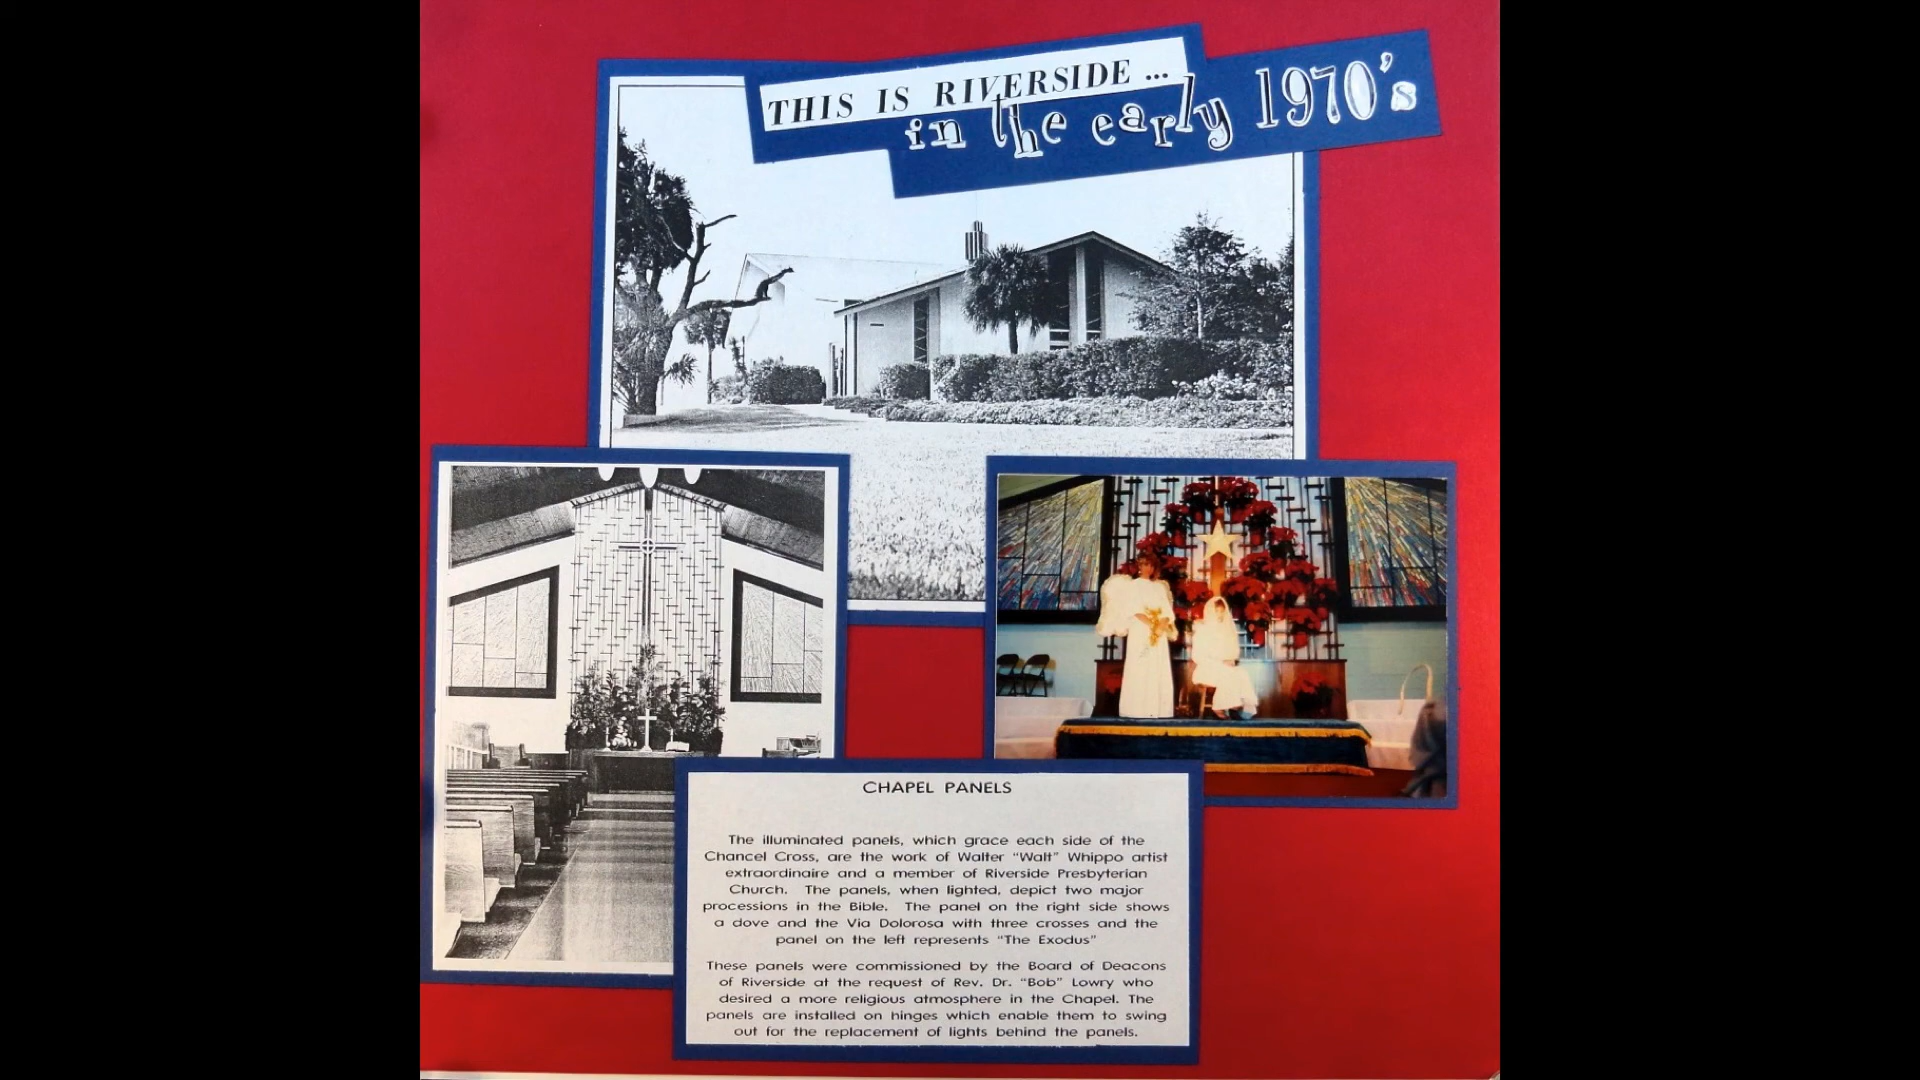 THIS IS RIVERSIDE ...
in the early 1970's
CHAPEL PANELS
The illuminated panels, which grace each side of the
Chancel Cross, are the work of Walter "Walt" Whippo artist
extraordinaire and a member of Riverside Presbyterian
Church. The panels, when lighted, depict two major
processions in the Bible. The panel on the right side shows
a dove and the Via Dolorosa with three crosses and the
panel on the left represents "The Exodus"
These panels were commissioned by the Board of Deacons
of Riverside at the request of Rev. Dr. "Bob" Lowry who
desired a more religious atmosphere in the Chapel. The
panels are installed on hinges which enable them to swing
out for the replacement of lights behind the panels.